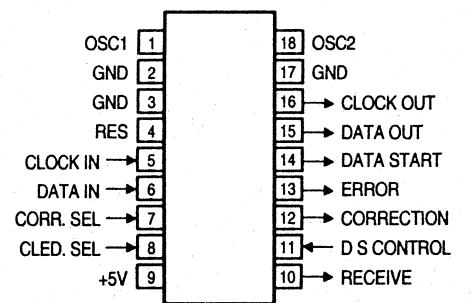 OSC1 1 18 OSC2
GND 2 17 GND
GND 3 16 CLOCK OUT
RES 4 15 DATA OUT
CLOCK IN 5 14 DATA START
DATA IN 6 13 ERROR
CORR. SEL 7 12 CORRECTION
CLED. SEL 8 11 D S CONTROL
+5V 9 10 RECEIVE